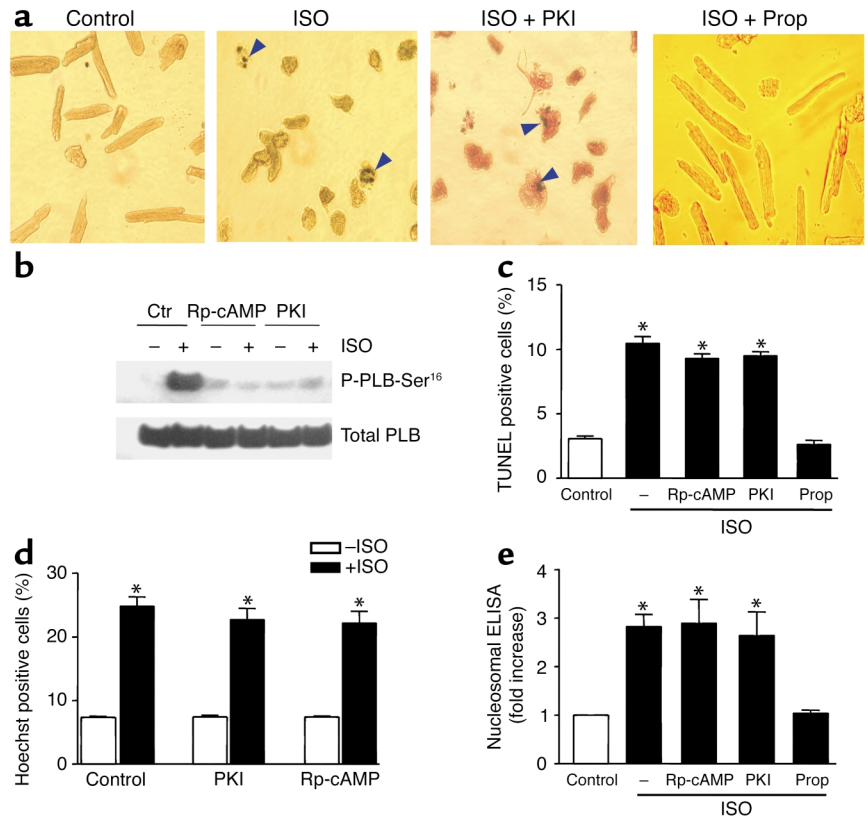 a
Control ISO ISO + PKI ISO + Prop
b
Ctr Rp-cAMP PKI
– + – + – + ISO
P-PLB-Ser16
Total PLB
c
TUNEL positive cells (%)
15
10
5
0
* * * 
Control – Rp-cAMP PKI Prop
ISO
d
–ISO
+ISO
Hoechst positive cells (%)
30
20
10
0
* * *
Control PKI Rp-cAMP
e
Nucleosomal ELISA
(fold increase)
4
3
2
1
0
* * *
Control – Rp-cAMP PKI Prop
ISO